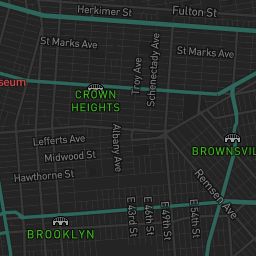 Herkimer St
Fulton St
St Marks Ave
St Marks Ave
Troy Ave
Schenectady Ave
seum
CROWN
HEIGHTS
Albany Ave
Lefferts Ave
Midwood St
BROWNSVIL
Hawthorne St
Remsen Ave
E 43rd St
E 46th St
E 49th St
E 54th St
BROOKLYN